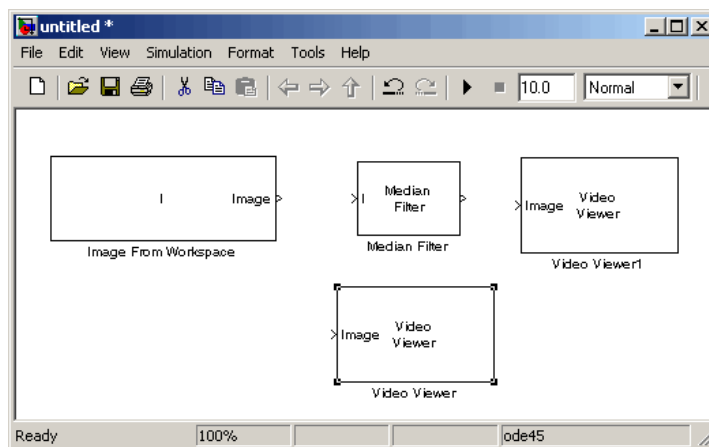 untitled *
File Edit View Simulation Format Tools Help
10.0 Normal
I Image
Image From Workspace
I Median
Filter
Median Filter
Image Video
Viewer
Video Viewer1
Image Video
Viewer
Video Viewer
Ready 100% ode45